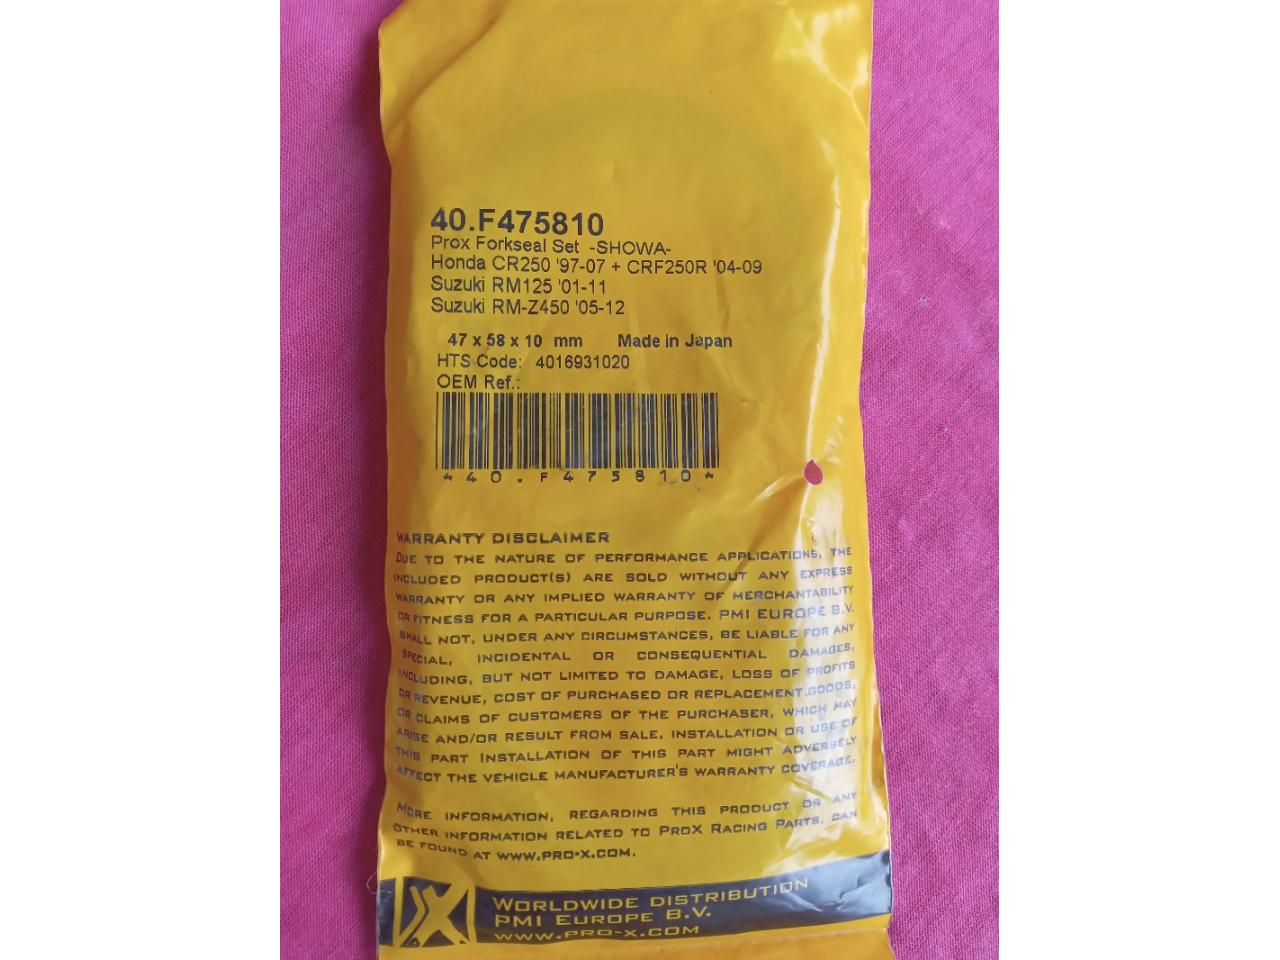 40.F475810
Prox Forkseal Set -SHOWA-
Honda CR250 '97-07 + CRF250R '04-09
Suzuki RM125 '01-11
Suzuki RM-Z450 '05-12
47 x 58 x 10 mm Made in Japan
HTS Code: 4016931020
OEM Ref.:
*40.F475810*
WARRANTY DISCLAIMER
DUE TO THE NATURE OF PERFORMANCE APPLICATIONS, THE
INCLUDED PRODUCT(S) ARE SOLD WITHOUT ANY EXPRESS
WARRANTY OR ANY IMPLIED WARRANTY OF MERCHANTABILITY
OR FITNESS FOR A PARTICULAR PURPOSE. PMI EUROPE B.V.
SHALL NOT, UNDER ANY CIRCUMSTANCES, BE LIABLE FOR ANY
SPECIAL, INCIDENTAL OR CONSEQUENTIAL DAMAGES,
INCLUDING, BUT NOT LIMITED TO DAMAGE, LOSS OF PROFITS
OR REVENUE, COST OF PURCHASED OR REPLACEMENT GOODS,
OR CLAIMS OF CUSTOMERS OF THE PURCHASER, WHICH MAY
ARISE AND/OR RESULT FROM SALE, INSTALLATION OR USE OF
THIS PART INSTALLATION OF THIS PART MIGHT ADVERSELY
AFFECT THE VEHICLE MANUFACTURER'S WARRANTY COVERAGE.
MORE INFORMATION, REGARDING THIS PRODUCT OR ANY
OTHER INFORMATION RELATED TO PROX RACING PARTS, CAN
BE FOUND AT WWW.PRO-X.COM.
WORLDWIDE DISTRIBUTION
PMI EUROPE B.V.
WWW.PRO-X.COM